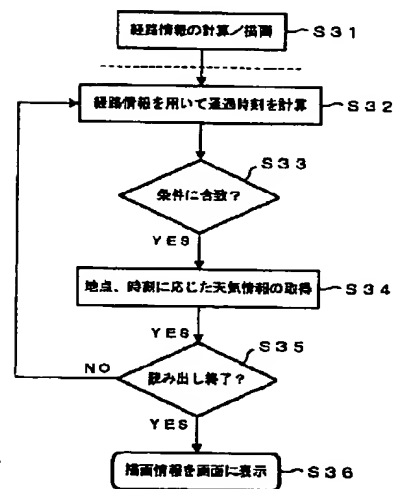 経路情報の計算／描画
S31
経路情報を用いて通過時刻を計算
S32
S33
条件に合致？
YES
地点、時刻に応じた天気情報の取得
S34
YES
S35
NO
読み出し終了？
YES
描画情報を画面に表示
S36